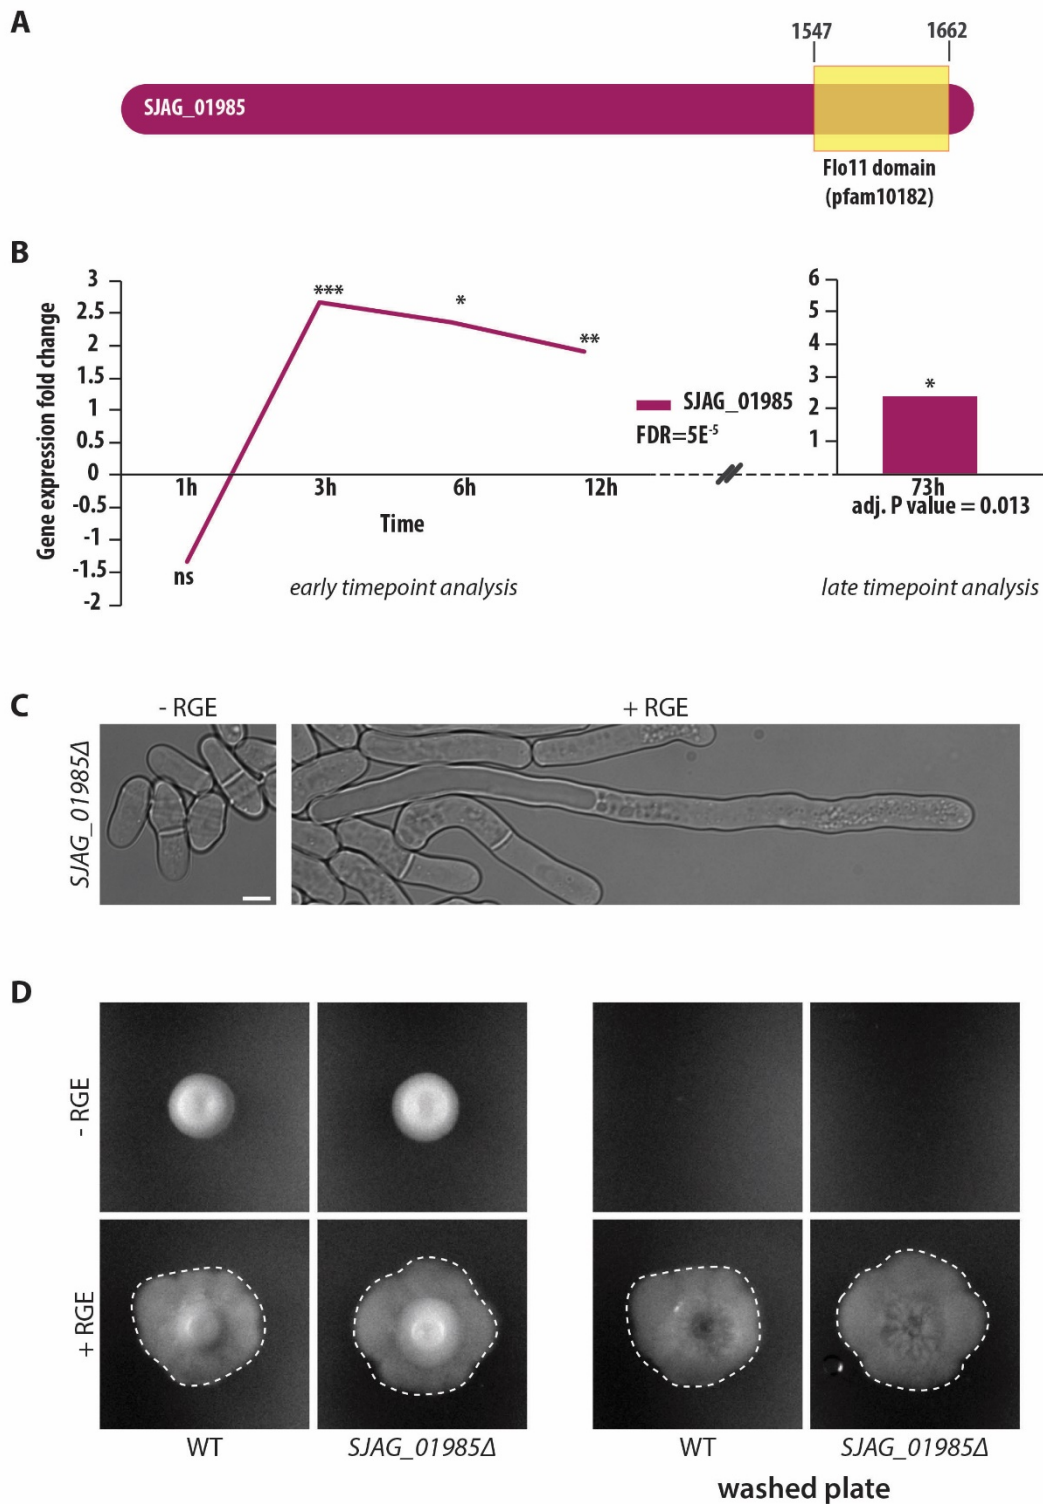 A
1547 1662
SJAG_01985
Flo11 domain
(pfam10182)
B
Gene expression fold change
3
2.5
2
1.5
1
0.5
0
-0.5
-1
-1.5
-2
***
*
**
ns
1h 3h 6h 12h
Time
early timepoint analysis
SJAG_01985
FDR=5E-5
6
5
4
3
2
1
*
73h
adj. P value = 0.013
late timepoint analysis
C
- RGE + RGE
SJAG_01985Δ
D
- RGE
+ RGE
WT SJAG_01985Δ WT SJAG_01985Δ
washed plate